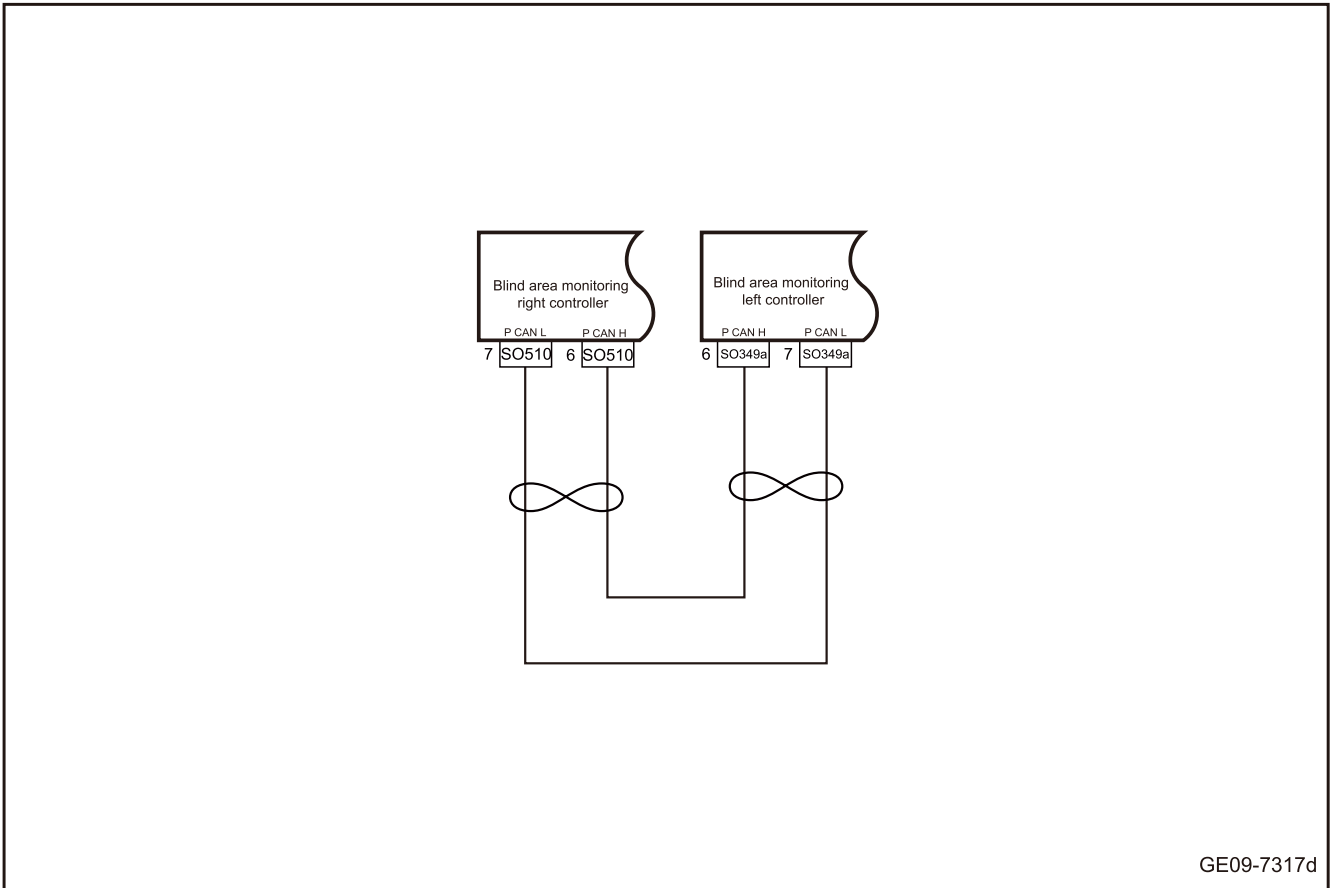 Blind area monitoring
right controller
P CAN L
P CAN H
7 SO510 6 SO510
Blind area monitoring
left controller
P CAN H
P CAN L
6 SO349a 7 SO349a
GE09-7317d